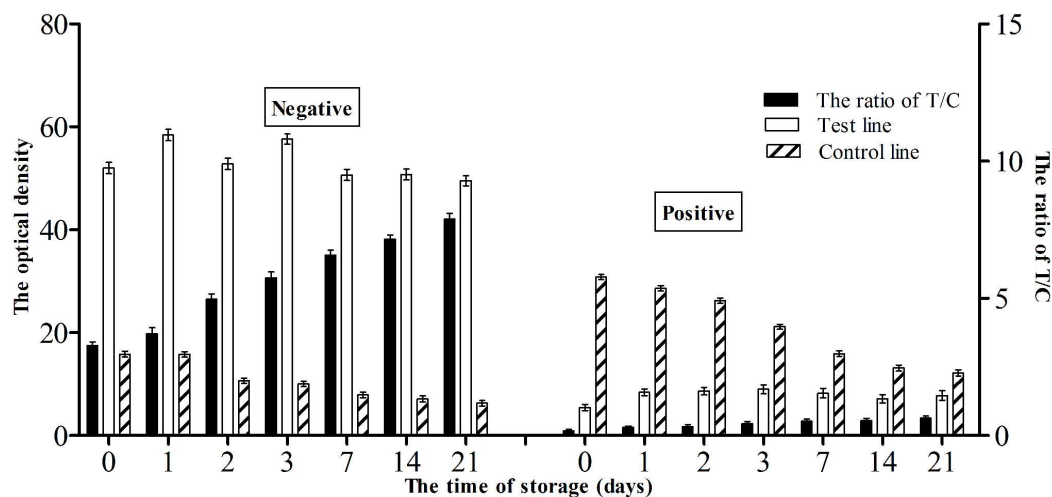 80
60
40
20
0
The optical density
Negative
Positive
The ratio of T/C
Test line
Control line
15
10
5
0
The ratio of T/C
0 1 2 3 7 14 21 0 1 2 3 7 14 21
The time of storage (days)